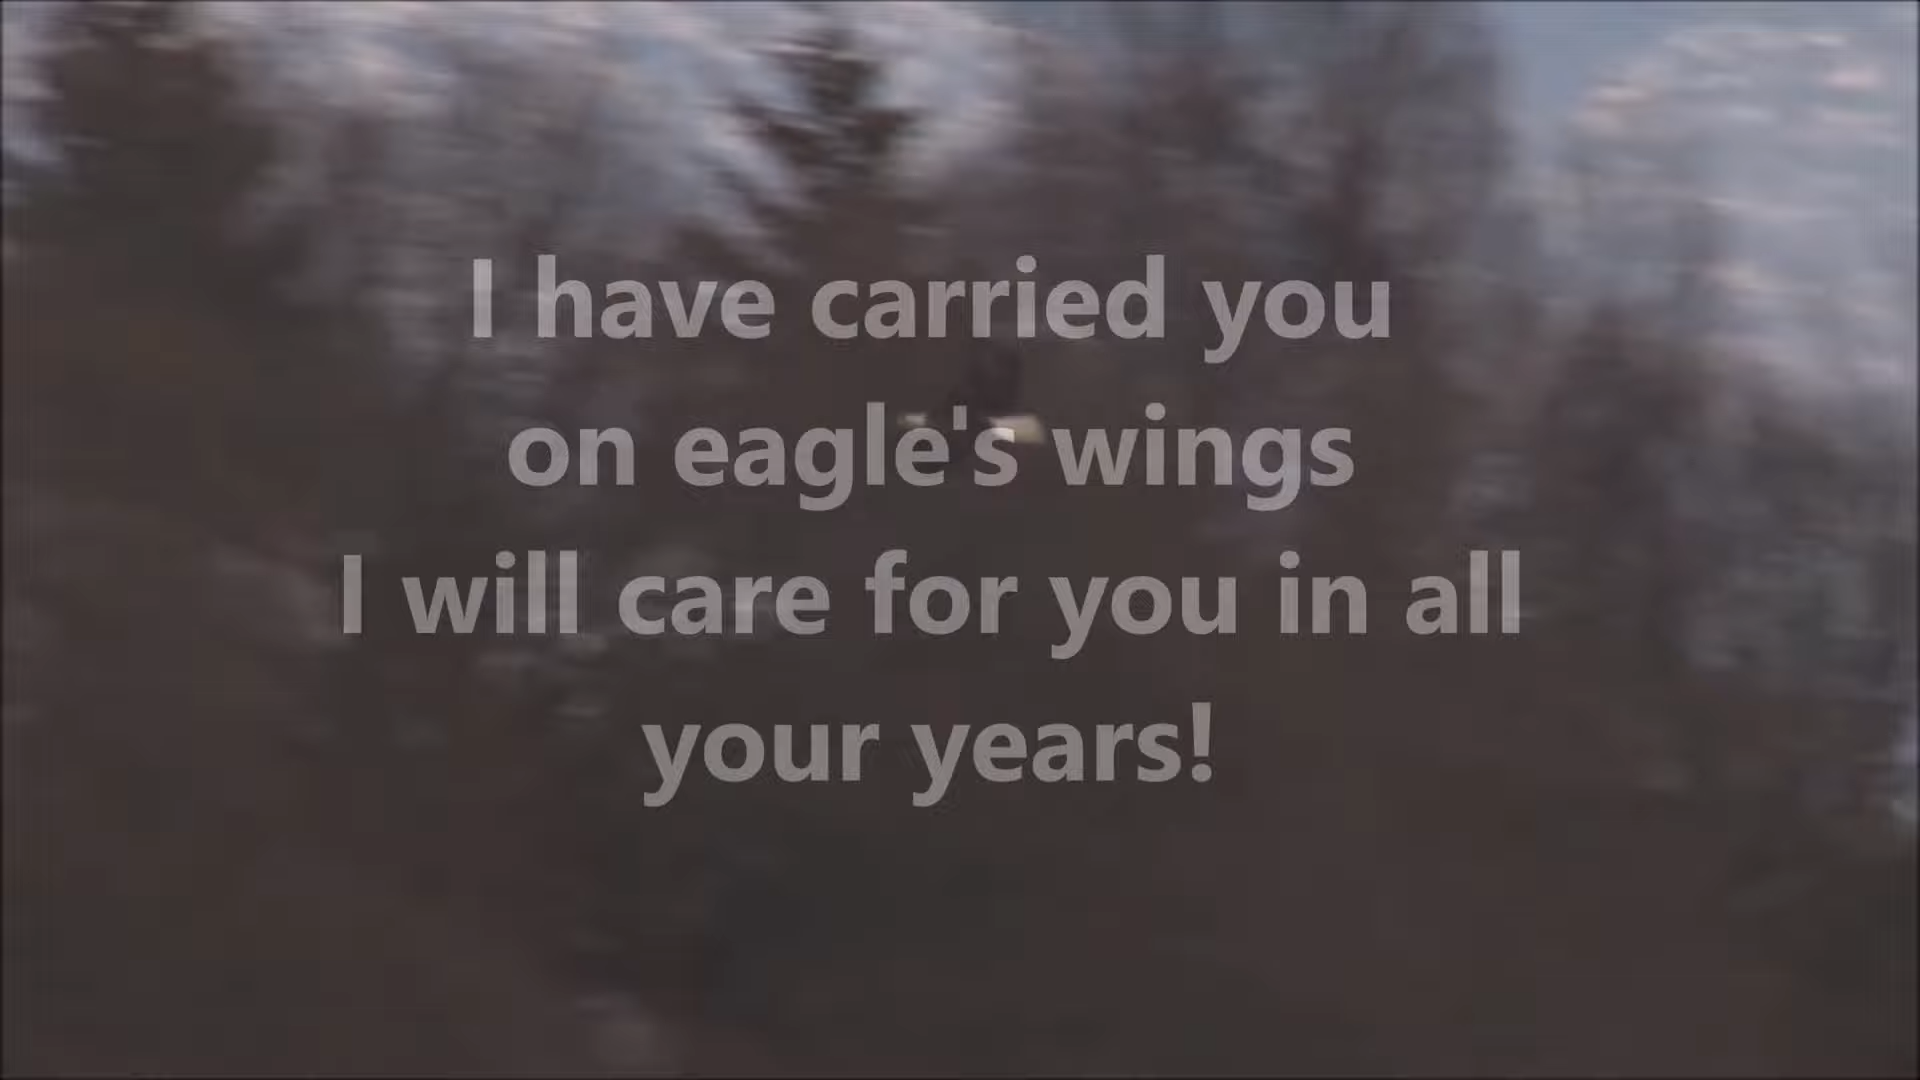 I have carried you
on eagle's wings
I will care for you in all
your years!